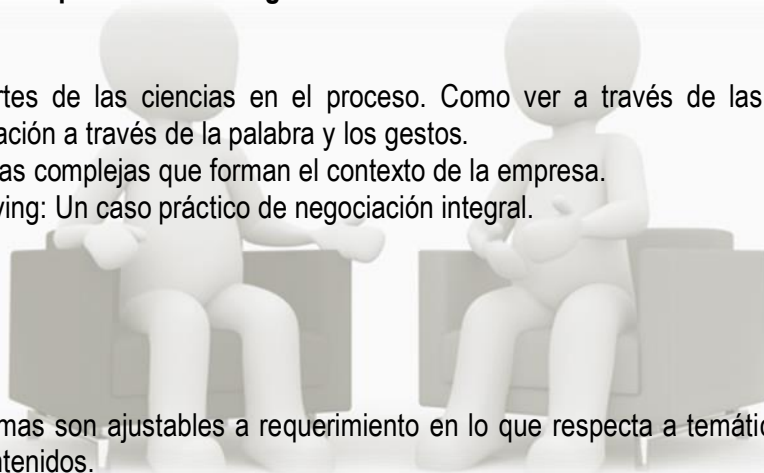 rtes de las ciencias en el proceso. Como ver a través de las
ación a través de la palabra y los gestos.
as complejas que forman el contexto de la empresa.
ying: Un caso práctico de negociación integral.
mas son ajustables a requerimiento en lo que respecta a temátic
ntenidos.